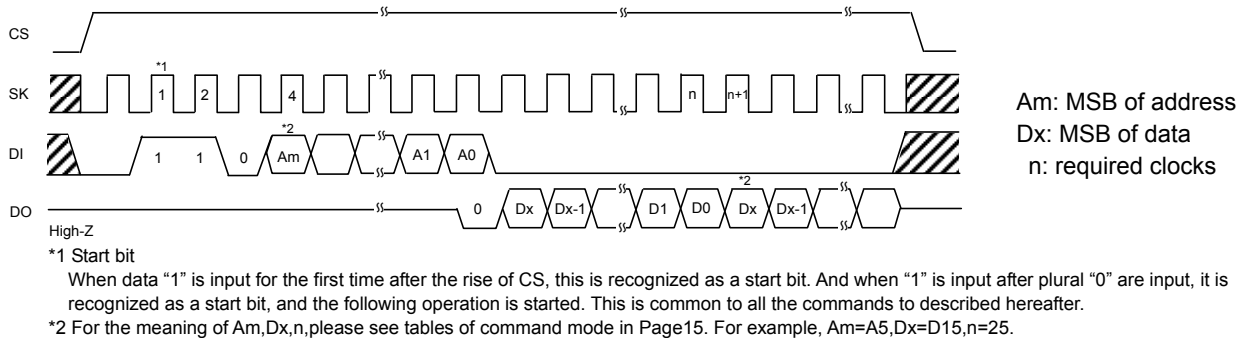 CS
*1
SK 1 2 4 n n+1
*2
DI 1 1 0 Am A1 A0
*2
DO 0 Dx Dx-1 D1 D0 Dx Dx-1
High-Z
Am: MSB of address
Dx: MSB of data
n: required clocks
*1 Start bit
When data “1” is input for the first time after the rise of CS, this is recognized as a start bit. And when “1” is input after plural “0” are input, it is
recognized as a start bit, and the following operation is started. This is common to all the commands to described hereafter.
*2 For the meaning of Am,Dx,n,please see tables of command mode in Page15. For example, Am=A5,Dx=D15,n=25.